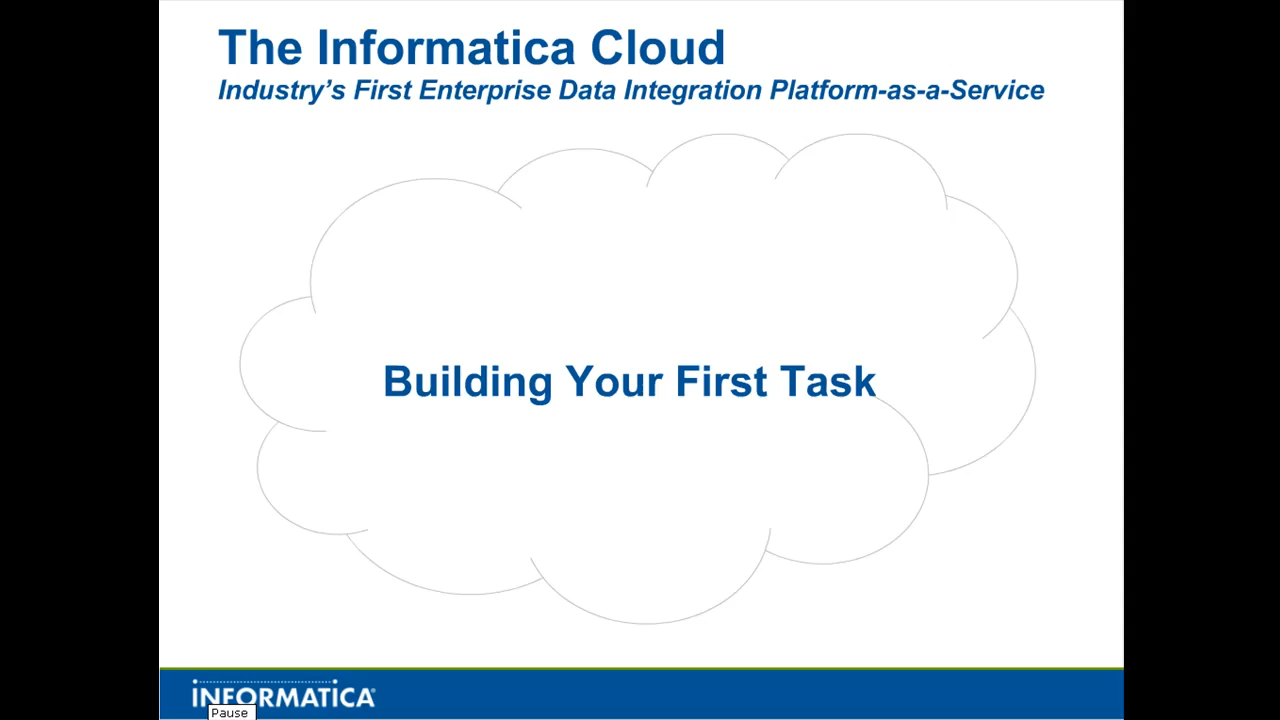 The Informatica Cloud
Industry’s First Enterprise Data Integration Platform-as-a-Service
Building Your First Task
INFORMATICA®
Pause